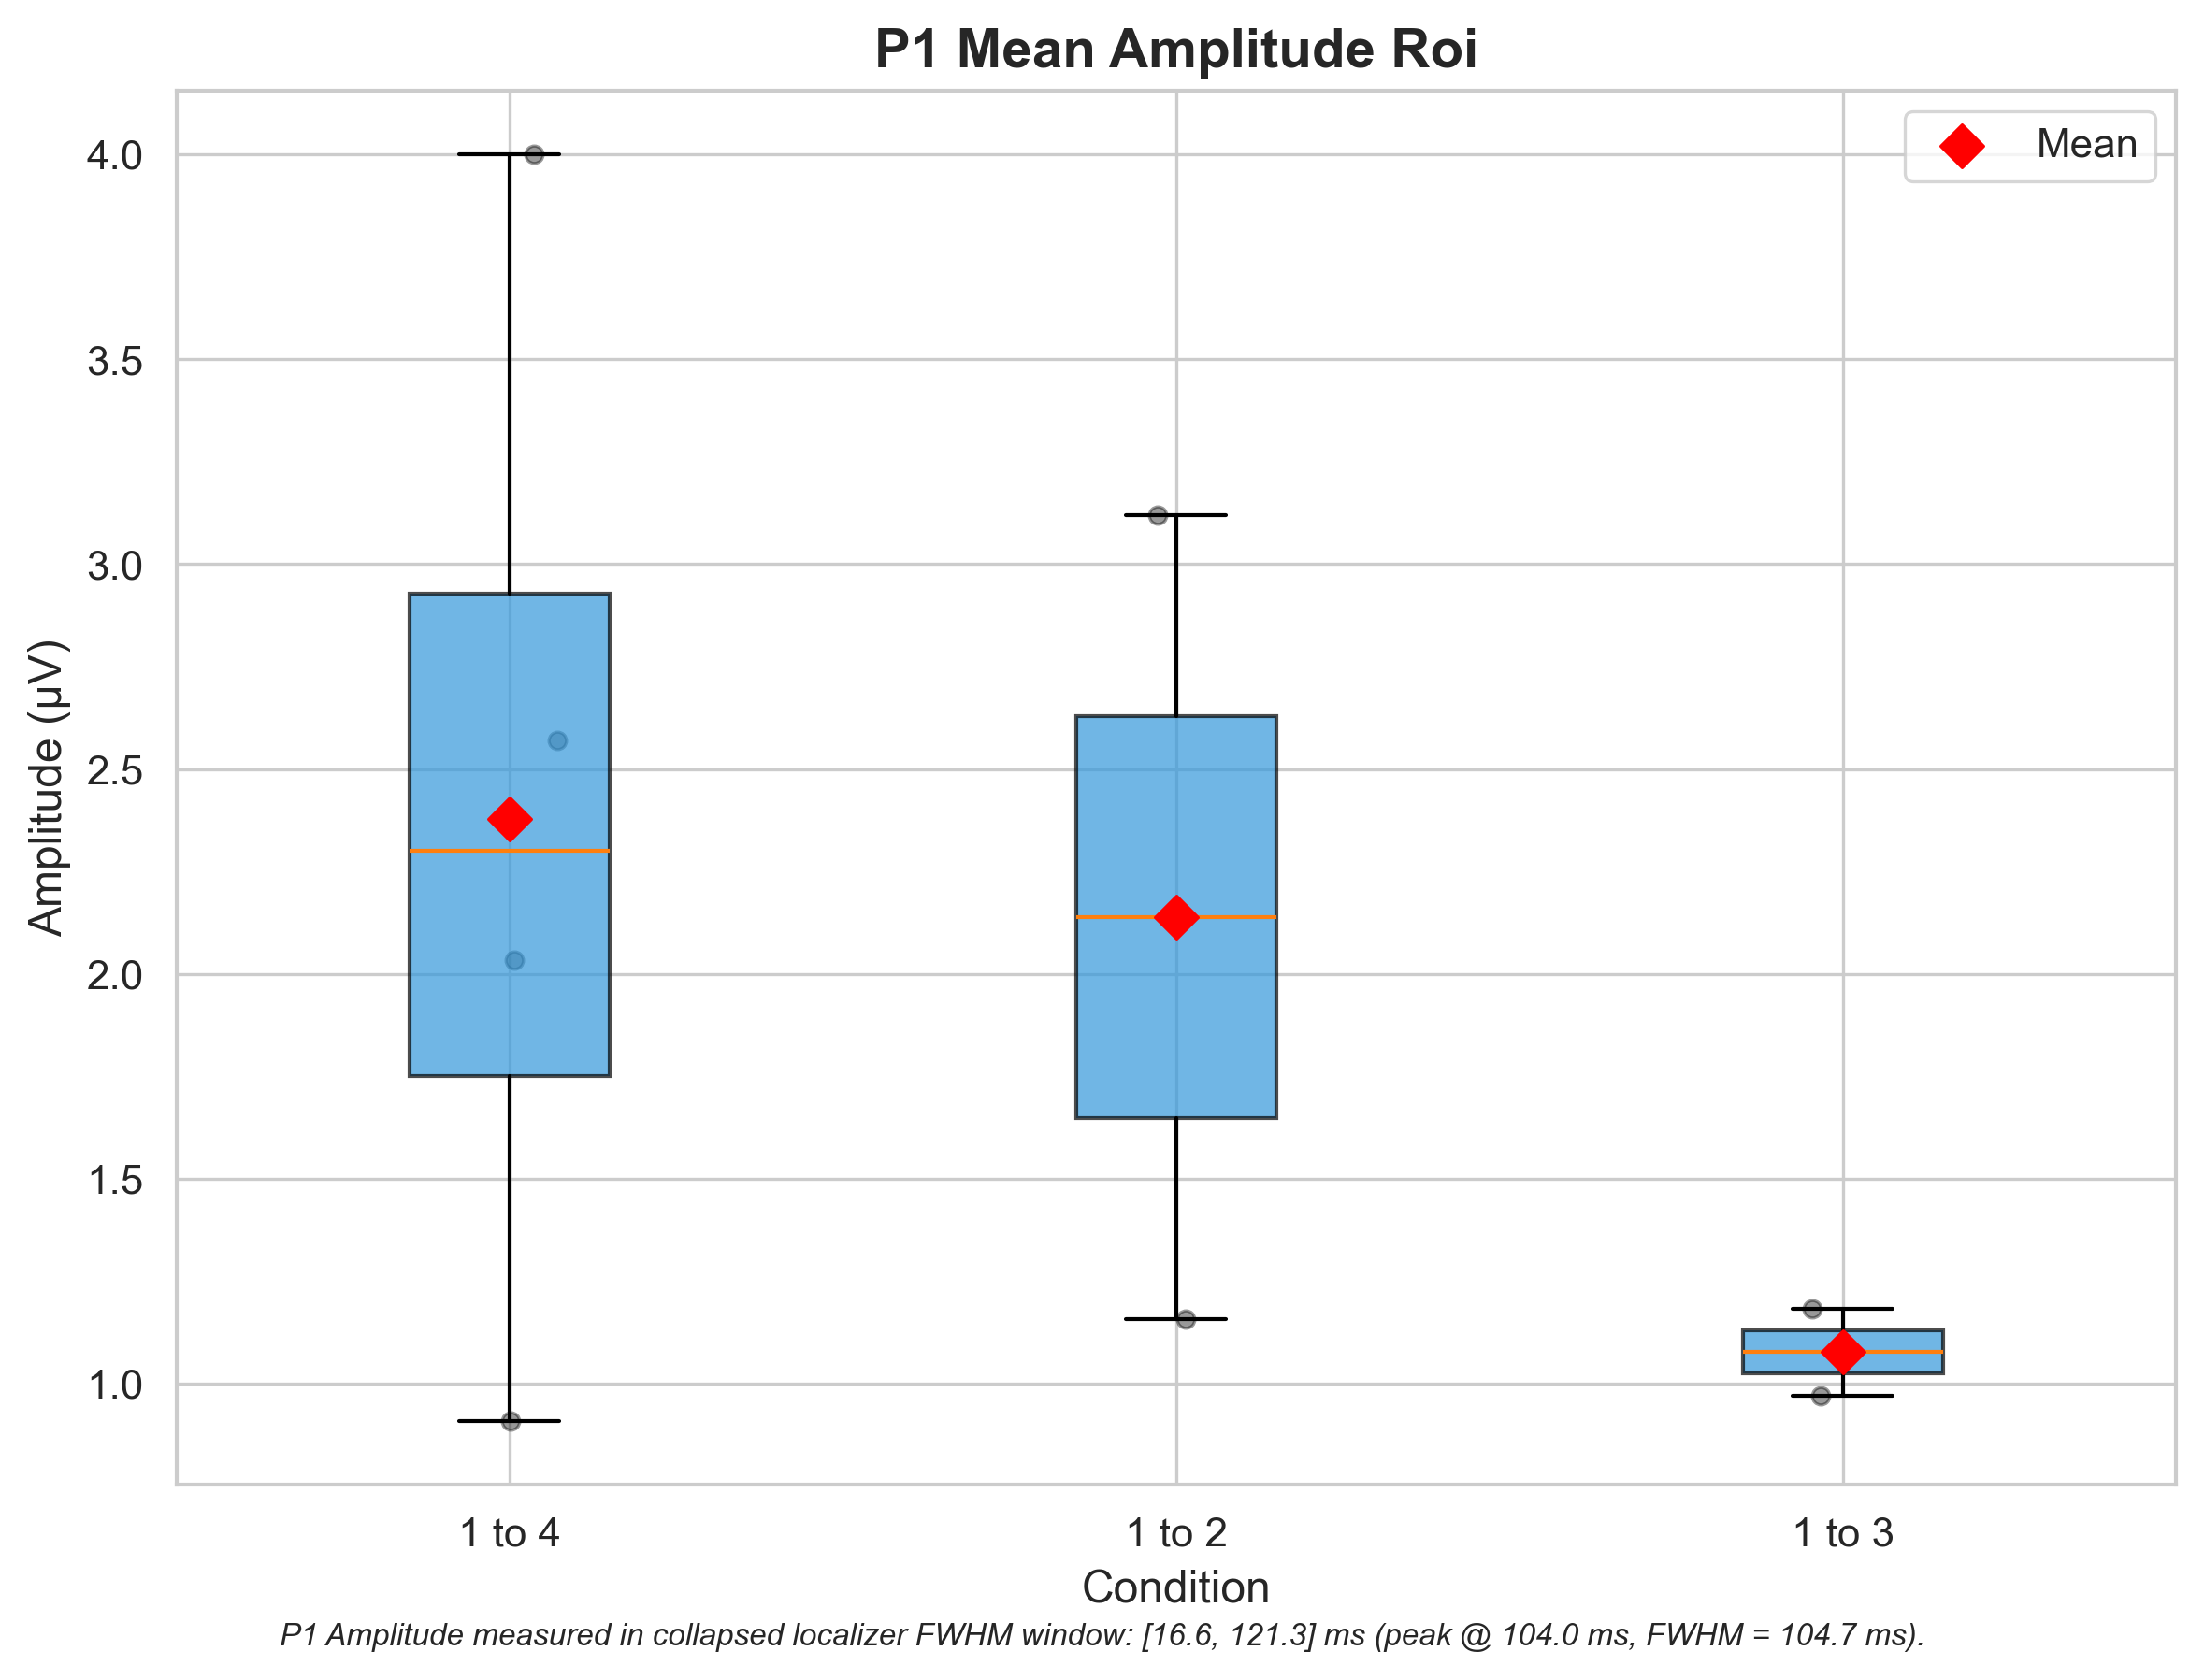 P1 Mean Amplitude Roi
Mean
4.0
3.5
3.0
2.5
2.0
1.5
1.0
Amplitude (µV)
1 to 4
1 to 2
1 to 3
Condition
P1 Amplitude measured in collapsed localizer FWHM window: [16.6, 121.3] ms (peak @ 104.0 ms, FWHM = 104.7 ms).